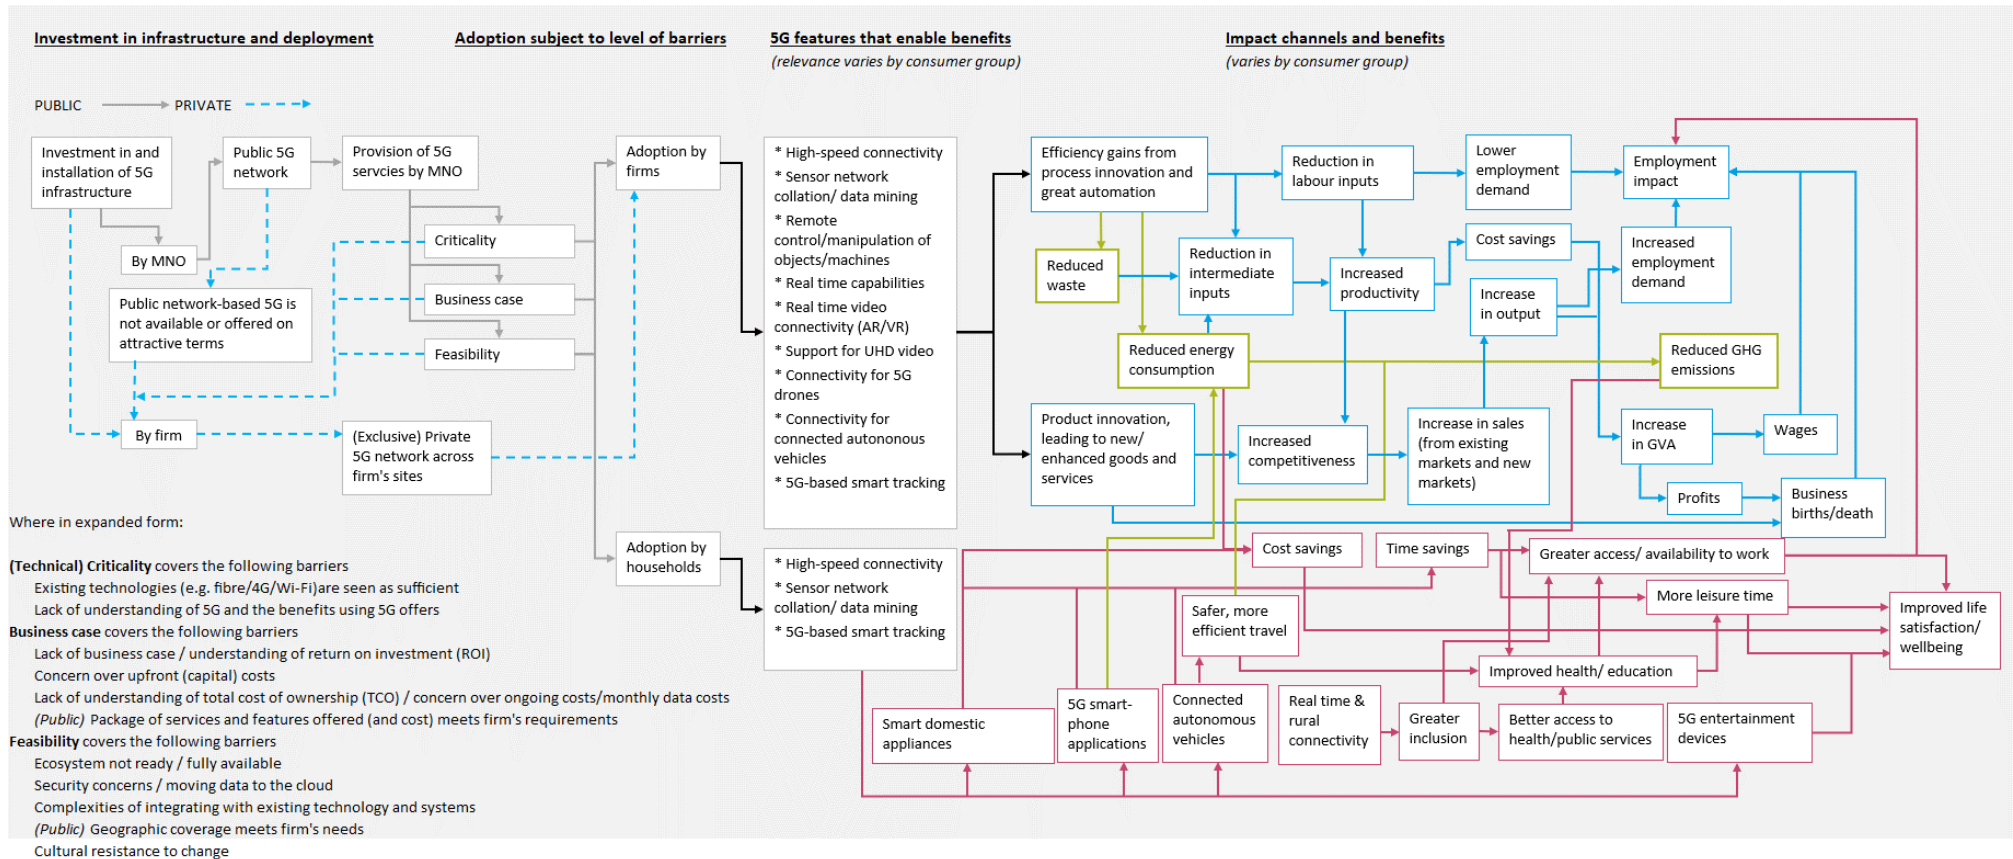 Investment in infrastructure and deployment
Adoption subject to level of barriers
5G features that enable benefits
(relevance varies by consumer group)
Impact channels and benefits
(varies by consumer group)
PUBLIC
PRIVATE
Investment in and
installation of 5G
infrastructure
By MNO
Public 5G
network
Provision of 5G
servcies by MNO
Criticality
Business case
Feasibility
Public network-based 5G is
not available or offered on
attractive terms
By firm
(Exclusive) Private
5G network across
firm's sites
Adoption by
firms
Adoption by
households
* High-speed connectivity
* Sensor network
collation/ data mining
* Remote
control/manipulation of
objects/machines
* Real time capabilities
* Real time video
connectivity (AR/VR)
* Support for UHD video
* Connectivity for 5G
drones
* Connectivity for
connected autononous
vehicles
* 5G-based smart tracking
* High-speed connectivity
* Sensor network
collation/ data mining
* 5G-based smart tracking
Efficiency gains from
process innovation and
great automation
Reduction in
labour inputs
Lower
employment
demand
Employment
impact
Reduced
waste
Reduction in
intermediate
inputs
Increased
productivity
Cost savings
Increase
in output
Increased
employment
demand
Reduced energy
consumption
Reduced GHG
emissions
Product innovation,
leading to new/
enhanced goods and
services
Increased
competitiveness
Increase in sales
(from existing
markets and new
markets)
Increase
in GVA
Wages
Profits
Business
births/death
Cost savings
Time savings
Greater access/ availability to work
More leisure time
Improved life
satisfaction/
wellbeing
Safer, more
efficient travel
Improved health/ education
Smart domestic
appliances
5G smart-
phone
applications
Connected
autonomous
vehicles
Real time &
rural
connectivity
Greater
inclusion
Better access to
health/public services
5G entertainment
devices
Where in expanded form:
(Technical) Criticality covers the following barriers
Existing technologies (e.g. fibre/4G/Wi-Fi)are seen as sufficient
Lack of understanding of 5G and the benefits using 5G offers
Business case covers the following barriers
Lack of business case / understanding of return on investment (ROI)
Concern over upfront (capital) costs
Lack of understanding of total cost of ownership (TCO) / concern over ongoing costs/monthly data costs
(Public) Package of services and features offered (and cost) meets firm's requirements
Feasibility covers the following barriers
Ecosystem not ready / fully available
Security concerns / moving data to the cloud
Complexities of integrating with existing technology and systems
(Public) Geographic coverage meets firm's needs
Cultural resistance to change